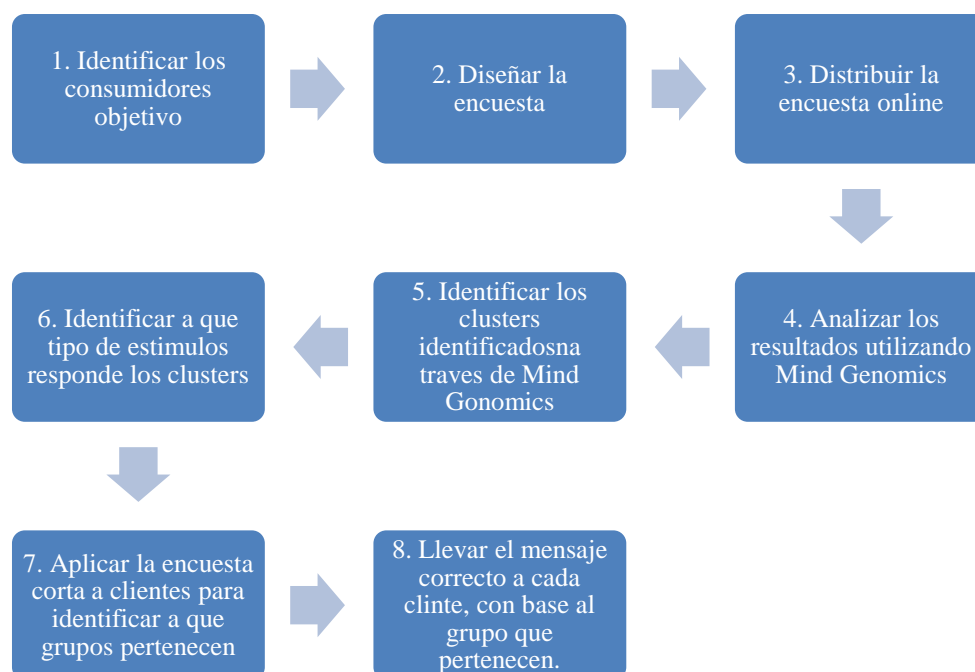 1. Identificar los
consumidores
objetivo
2. Diseñar la
encuesta
3. Distribuir la
encuesta online
4. Analizar los
resultados utilizando
Mind Genomics
5. Identificar los
clusters
identificadosna
traves de Mind
Gonomics
6. Identificar a que
tipo de estimulos
responde los clusters
7. Aplicar la encuesta
corta a clientes para
identificar a que
grupos pertenecen
8. Llevar el mensaje
correcto a cada
clinte, con base al
grupo que
pertenecen.